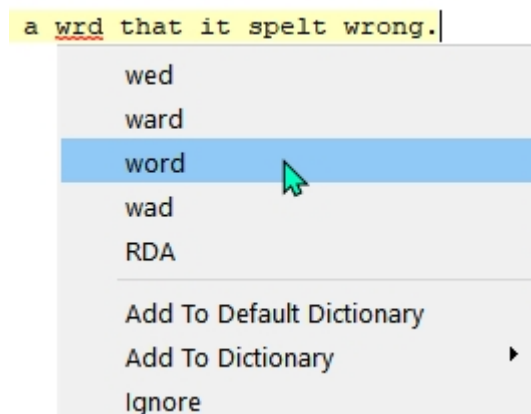 a wrd that it spelt wrong.
wed
ward
word
wad
RDA
Add To Default Dictionary
Add To Dictionary
Ignore